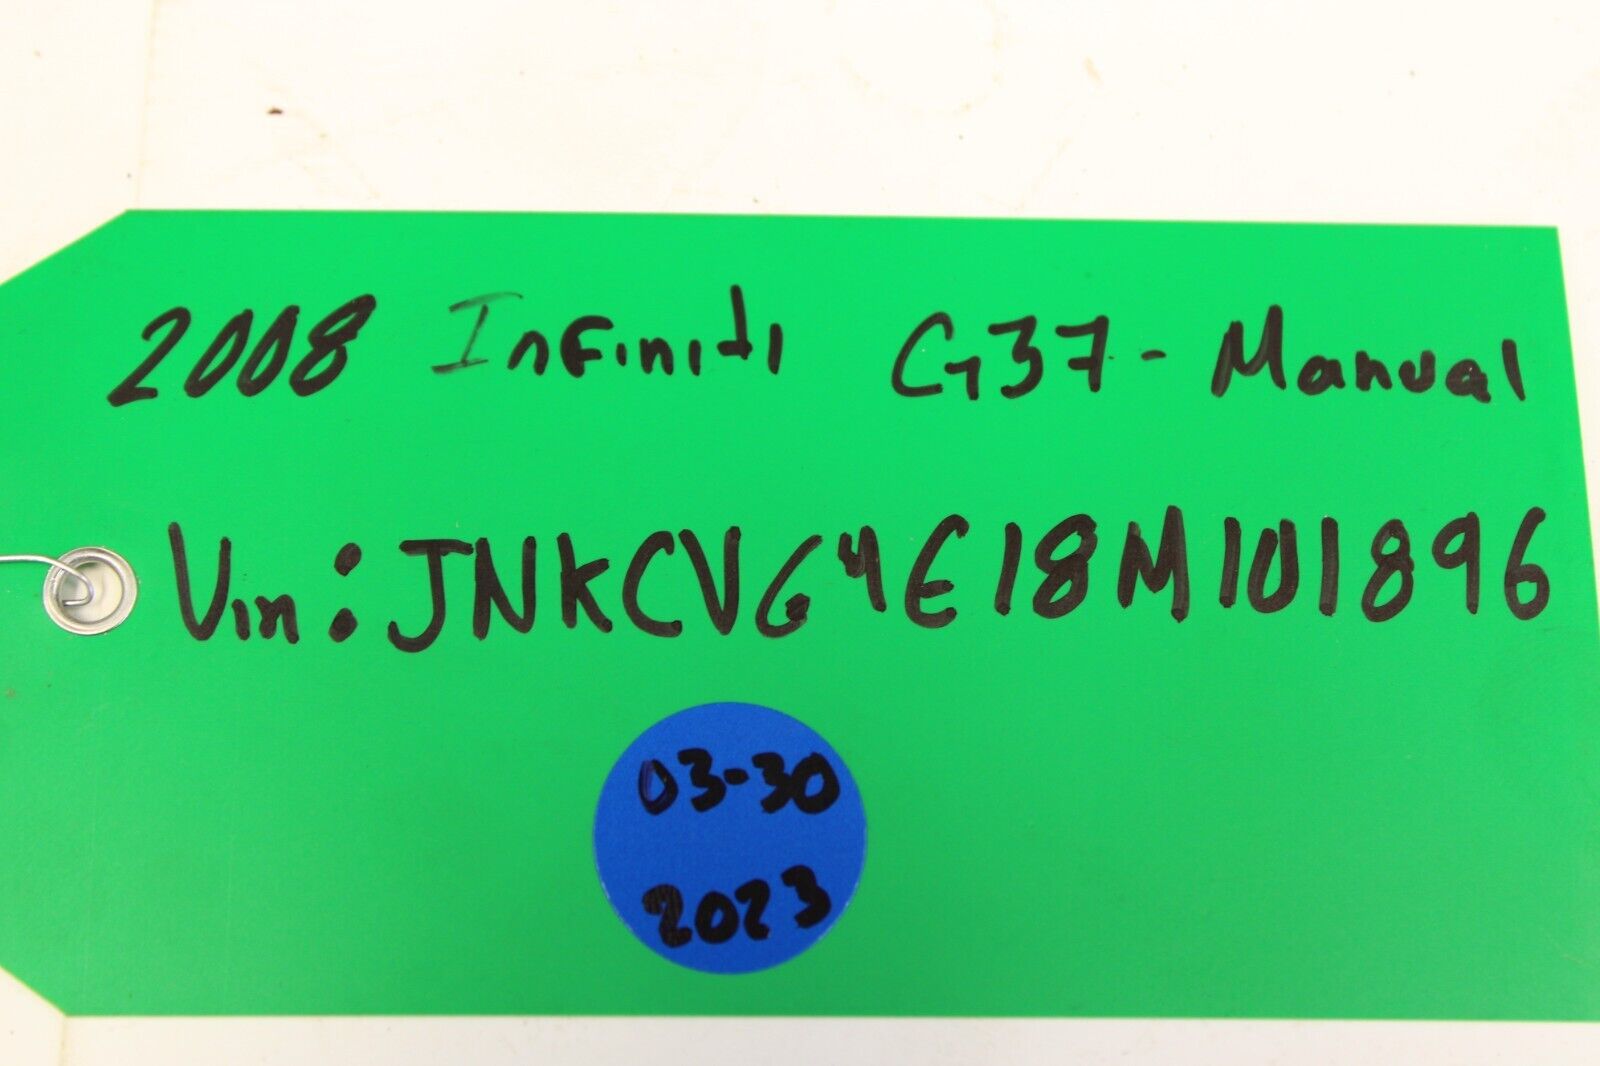 2008 Infiniti G37 - Manual
Vin: JNKCV64E18M101896
03-30
2023